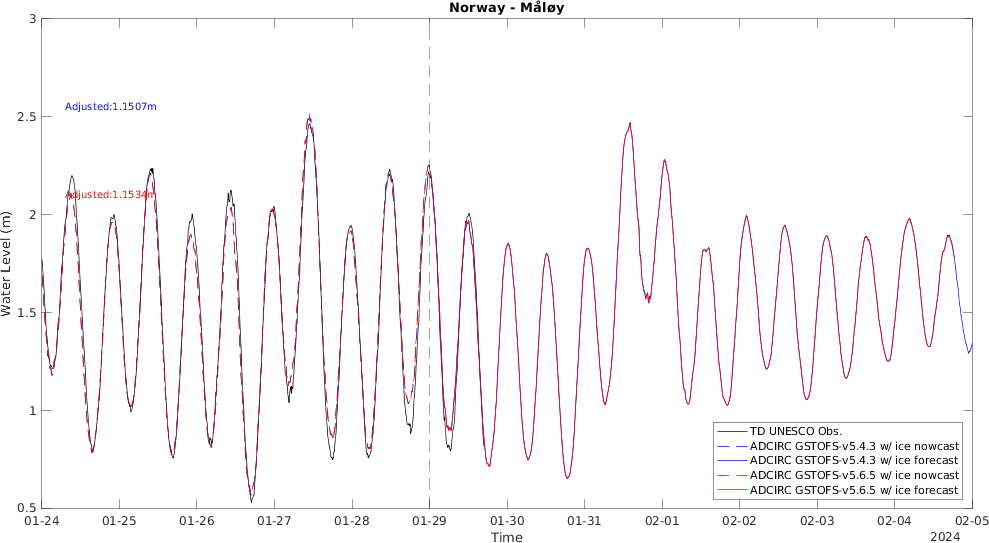 Norway - Måløy
3
2.5
2
1.5
1
0.5
Water Level (m)
Adjusted:1.1507m
Adjusted:1.1534m
TD UNESCO Obs.
ADCIRC GSTOFS-v5.4.3 w/ ice nowcast
ADCIRC GSTOFS-v5.4.3 w/ ice forecast
ADCIRC GSTOFS-v5.6.5 w/ ice nowcast
ADCIRC GSTOFS-v5.6.5 w/ ice forecast
01-24 01-25 01-26 01-27 01-28 01-29 01-30 01-31 02-01 02-02 02-03 02-04 02-05
Time
2024